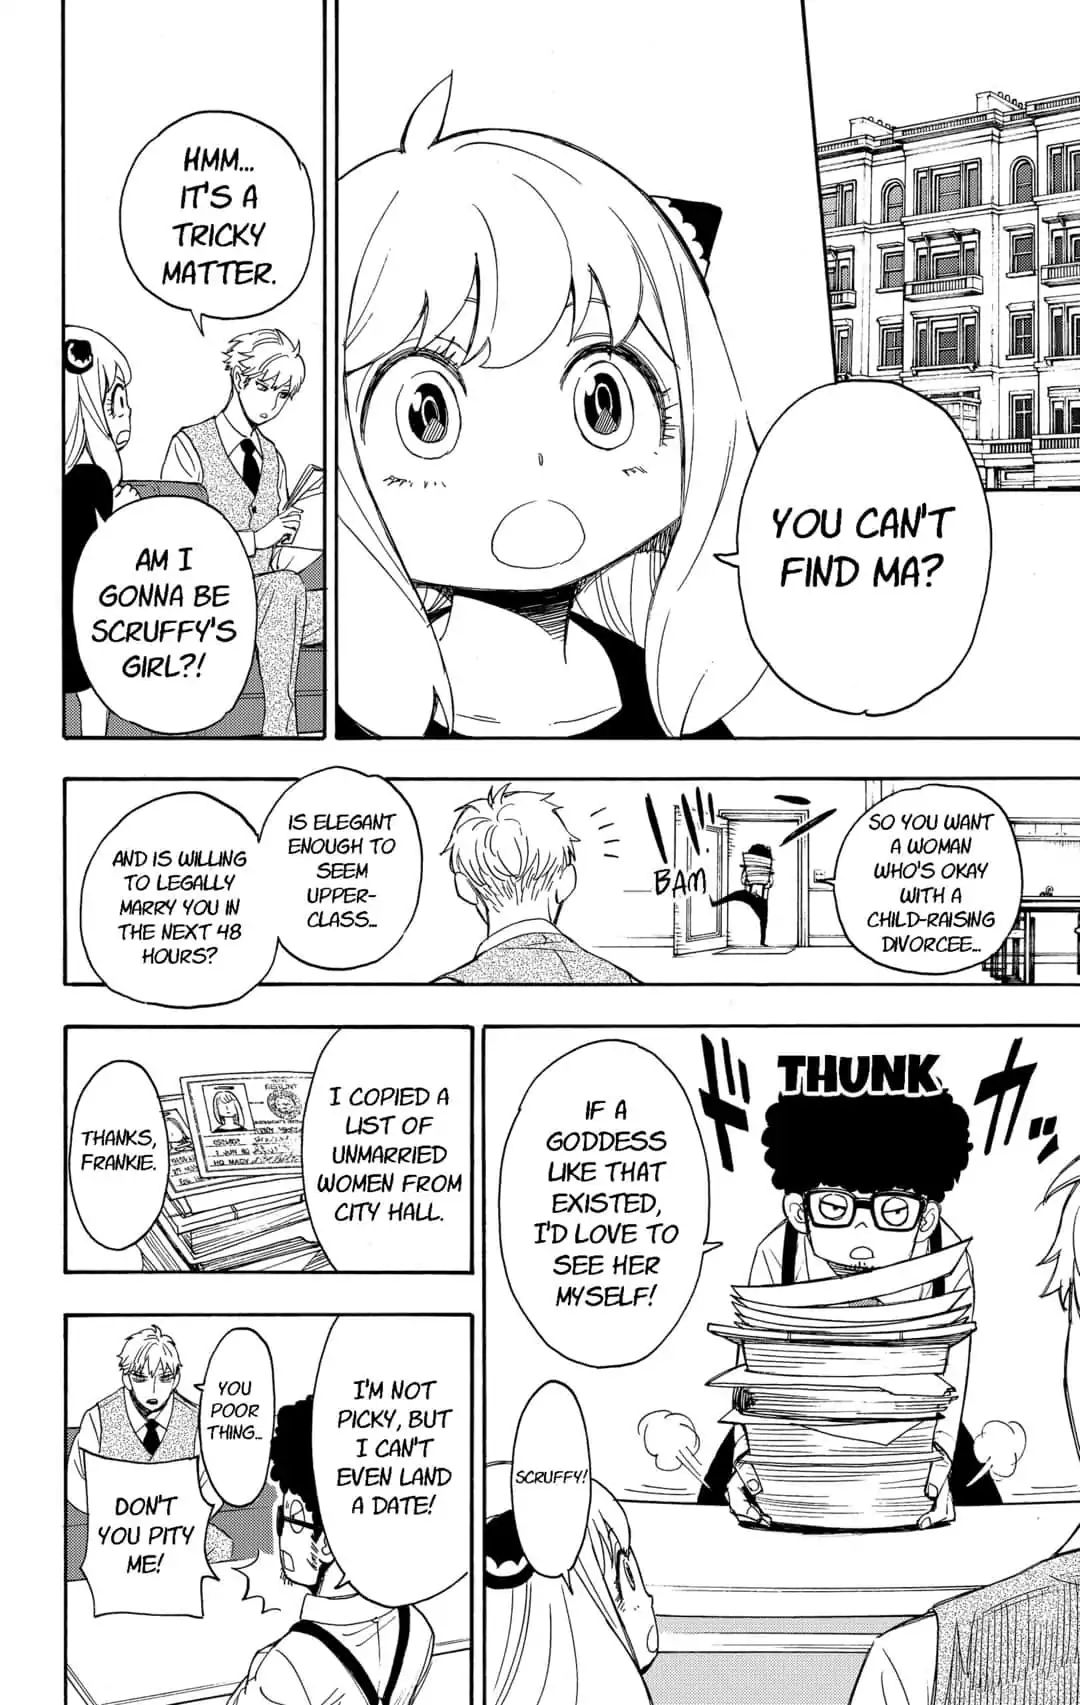 YOU CAN'T
FIND MA?
HMM...
IT'S A
TRICKY
MATTER.
AM I
GONNA BE
SCRUFFY'S
GIRL?!
SO YOU WANT
A WOMAN
WHO'S OKAY
WITH A
CHILD-RAISING
DIVORCEE...
BAM
IS ELEGANT
ENOUGH TO
SEEM
UPPER-
CLASS...
AND IS WILLING
TO LEGALLY
MARRY YOU IN
THE NEXT 48
HOURS?
THUNK
IF A
GODDESS
LIKE THAT
EXISTED,
I'D LOVE TO
SEE HER
MYSELF!
SCRUFFY!
I COPIED A
LIST OF
UNMARRIED
WOMEN FROM
CITY HALL.
THANKS,
FRANKIE.
I'M NOT
PICKY, BUT
I CAN'T
EVEN LAND
A DATE!
YOU
POOR
THING...
DON'T
YOU PITY
ME!